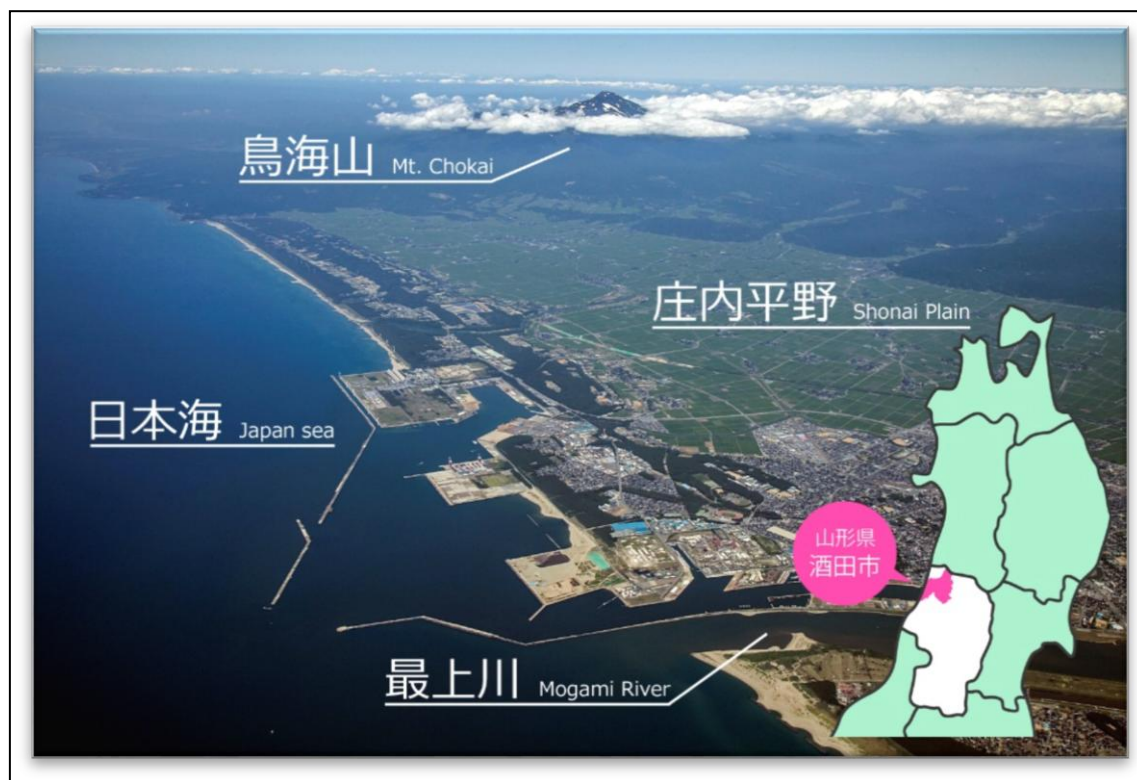 鳥海山 Mt. Chokai
庄内平野 Shonai Plain
日本海 Japan sea
山形県
酒田市
最上川 Mogami River